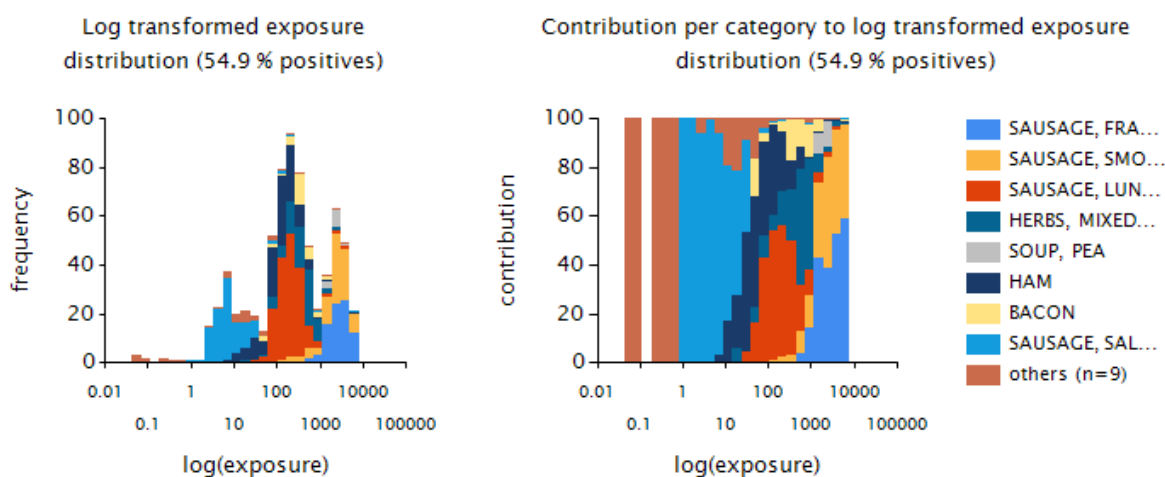 Log transformed exposure
distribution (54.9 % positives)
100
80
60
40
20
0
frequency
0.01 1 100 10000
0.1 10 1000 100000
log(exposure)
Contribution per category to log transformed exposure
distribution (54.9 % positives)
100
80
60
40
20
0
contribution
0.01 1 100 10000
0.1 10 1000 100000
log(exposure)
SAUSAGE, FRA...
SAUSAGE, SMO...
SAUSAGE, LUN...
HERBS, MIXED...
SOUP, PEA
HAM
BACON
SAUSAGE, SAL...
others (n=9)